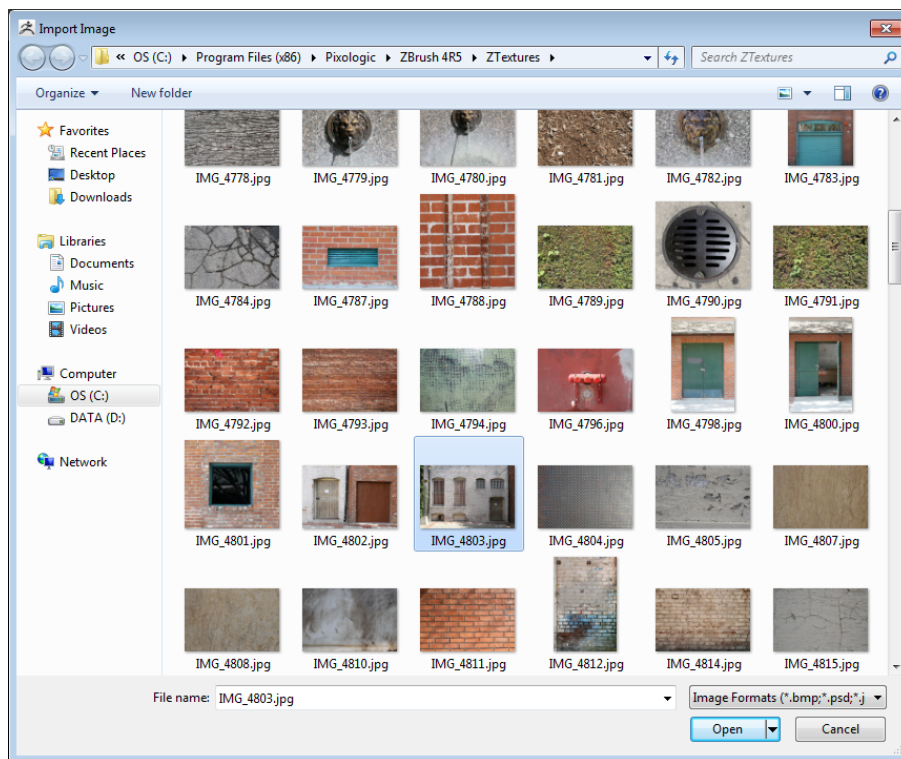 Import Image
« OS (C:) ▸ Program Files (x86) ▸ Pixologic ▸ ZBrush 4R5 ▸ ZTextures ▸ Search ZTextures
Organize New folder
Favorites
Recent Places
Desktop
Downloads
Libraries
Documents
Music
Pictures
Videos
Computer
OS (C:)
DATA (D:)
Network
IMG_4778.jpg IMG_4779.jpg IMG_4780.jpg IMG_4781.jpg IMG_4782.jpg IMG_4783.jpg
IMG_4784.jpg IMG_4787.jpg IMG_4788.jpg IMG_4789.jpg IMG_4790.jpg IMG_4791.jpg
IMG_4792.jpg IMG_4793.jpg IMG_4794.jpg IMG_4796.jpg IMG_4798.jpg IMG_4800.jpg
IMG_4801.jpg IMG_4802.jpg IMG_4803.jpg IMG_4804.jpg IMG_4805.jpg IMG_4807.jpg
IMG_4808.jpg IMG_4810.jpg IMG_4811.jpg IMG_4812.jpg IMG_4814.jpg IMG_4815.jpg
File name: IMG_4803.jpg Image Formats (*.bmp;*.psd;*.j
Open Cancel